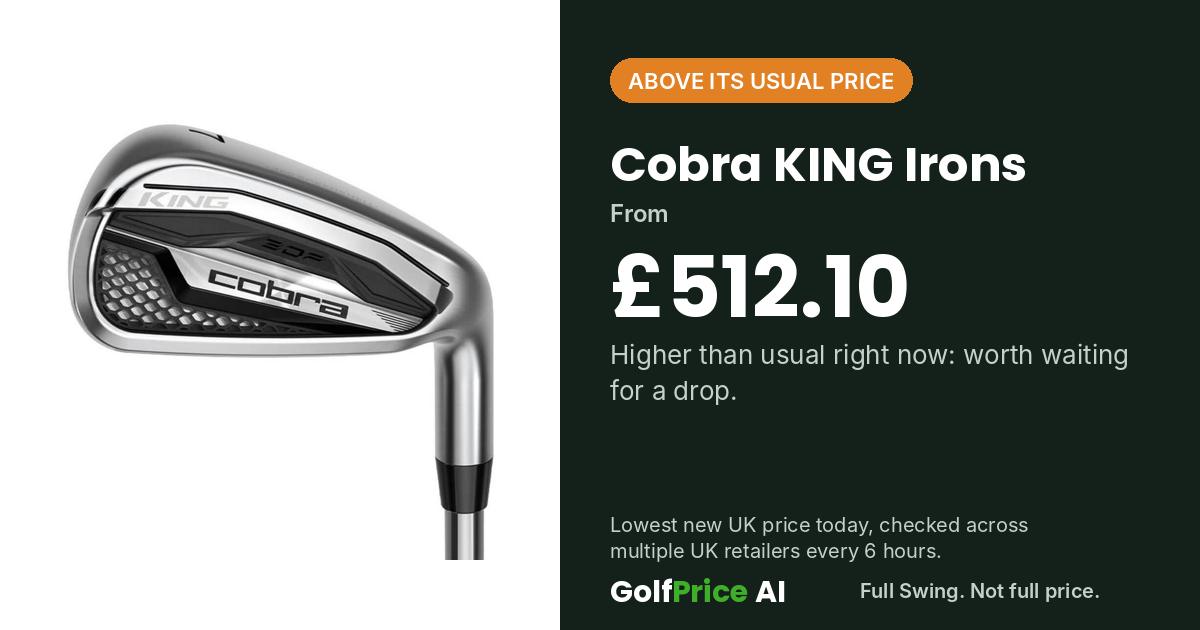 7
KING
3DP
cobra
ABOVE ITS USUAL PRICE
Cobra KING Irons
From
£512.10
Higher than usual right now: worth waiting
for a drop.
Lowest new UK price today, checked across
multiple UK retailers every 6 hours.
GolfPrice AI
Full Swing. Not full price.